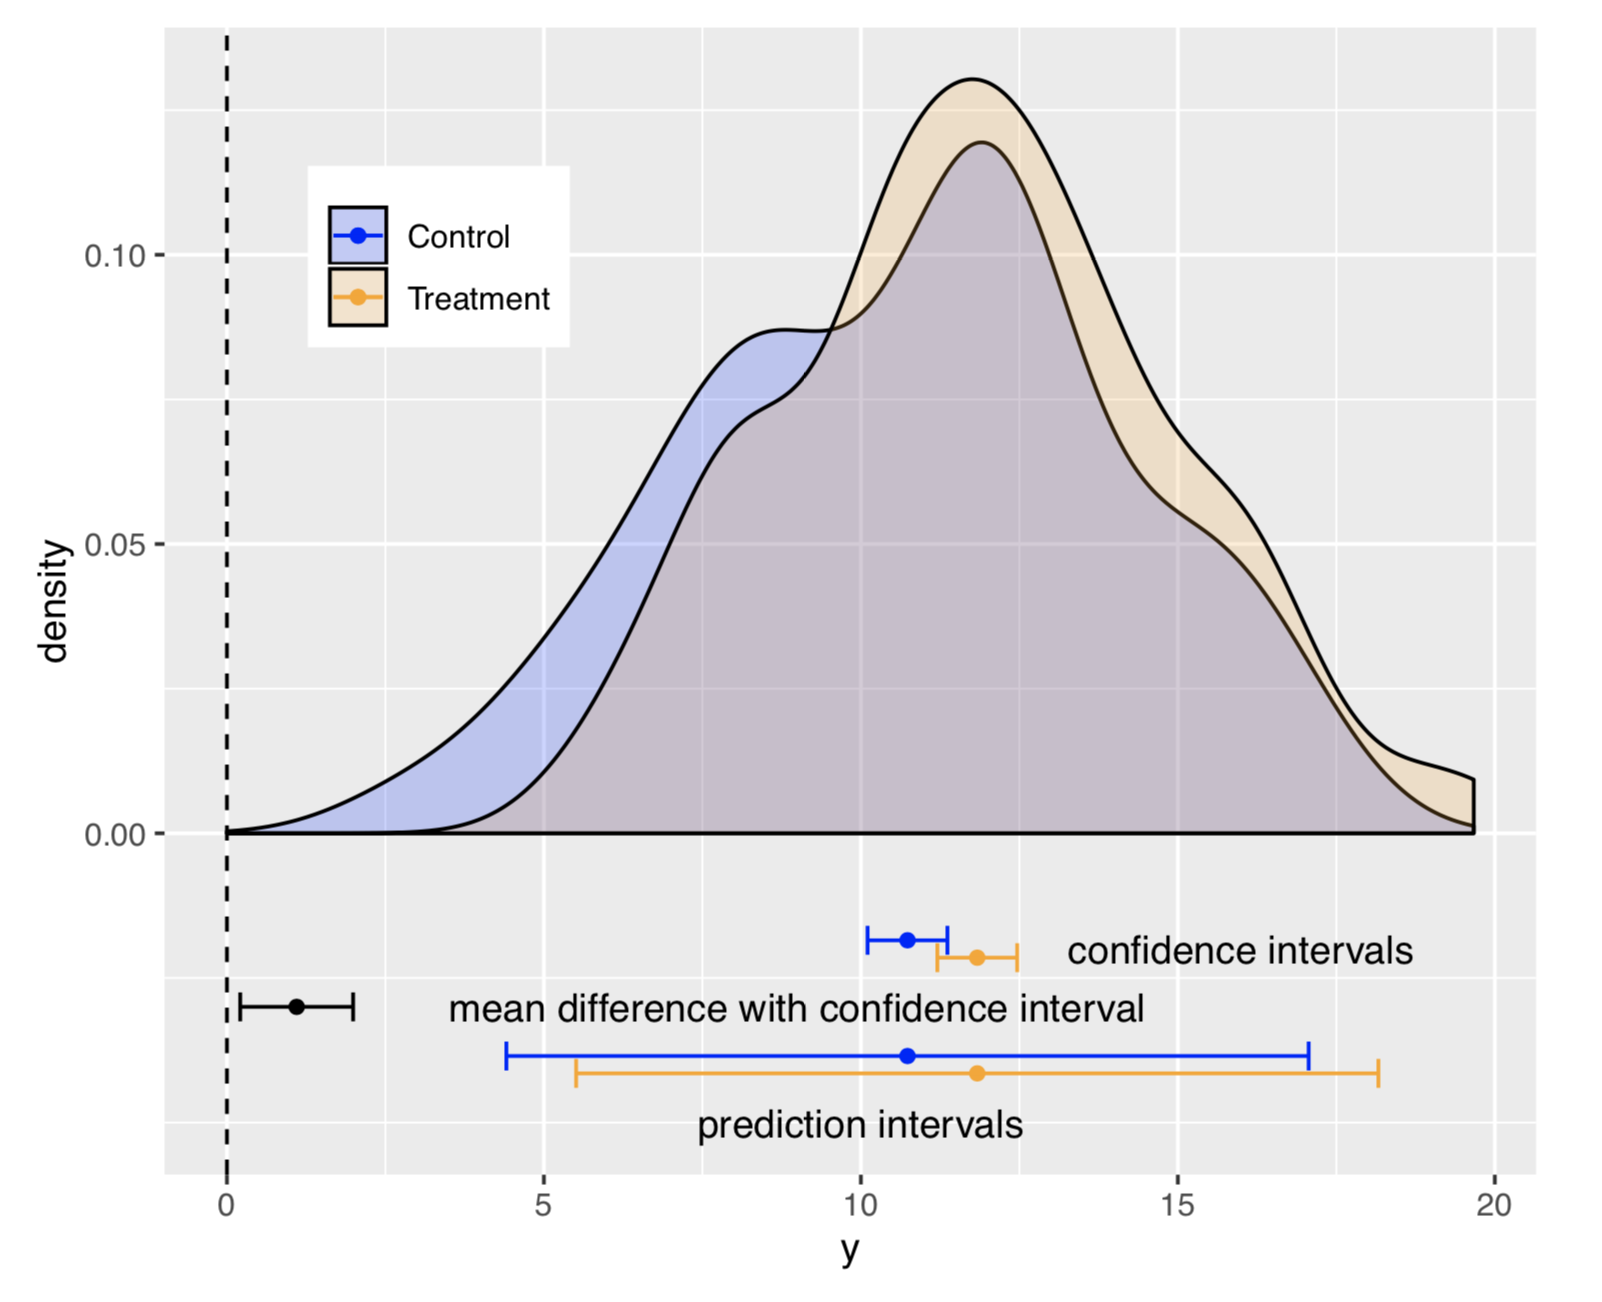 Control
Treatment
0.10
0.05
0.00
density
confidence intervals
mean difference with confidence interval
prediction intervals
0 5 10 15 20
y